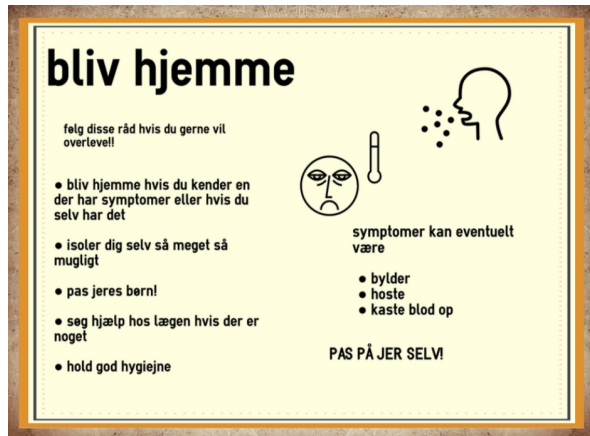 bliv hjemme
følg disse råd hvis du gerne vil
overleve!!
● bliv hjemme hvis du kender en
der har symptomer eller hvis du
selv har det
● isoler dig selv så meget så
mugligt
● pas jeres børn!
● søg hjælp hos lægen hvis der er
noget
● hold god hygiejne
symptomer kan eventuelt
være
● bylder
● hoste
● kaste blod op
PAS PÅ JER SELV!